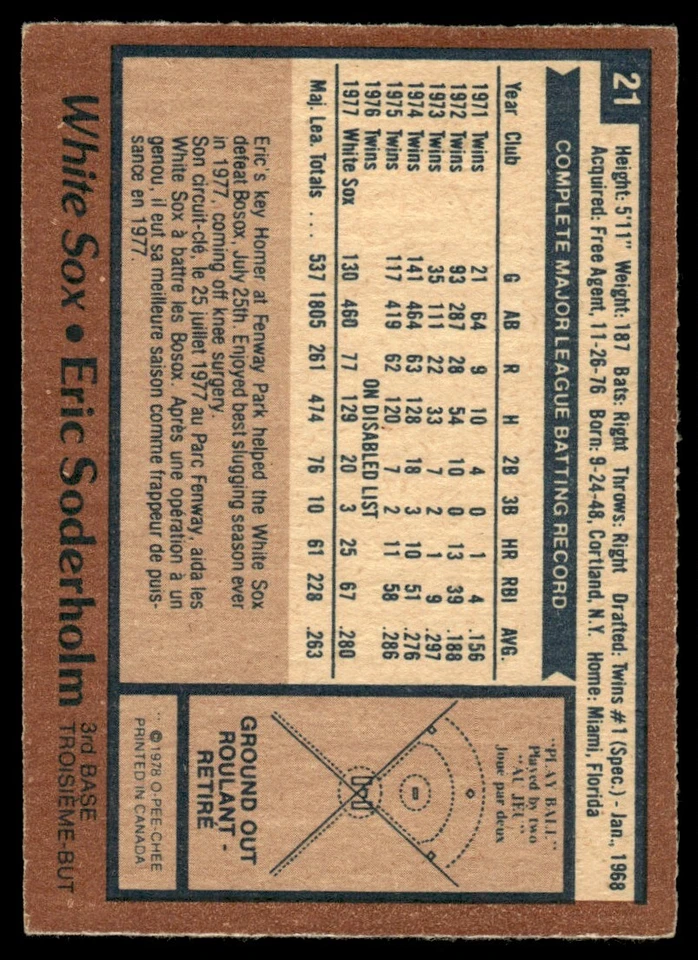 21
Height: 5'11" Weight: 187 Bats: Right Throws: Right Drafted: Twins #1 (Spec.) - Jan., 1968
Acquired: Free Agent, 11-26-76 Born: 9-24-48, Cortland, N.Y. Home: Miami, Florida
COMPLETE MAJOR LEAGUE BATTING RECORD
Year Club G AB R H 2B 3B HR RBI AVG.
1971 Twins 21 64 9 10 4 0 1 4 .156
1972 Twins 93 287 28 54 10 0 13 39 .188
1973 Twins 35 111 22 33 7 2 1 9 .297
1974 Twins 141 464 63 128 18 3 10 51 .276
1975 Twins 117 419 62 120 7 2 11 58 .286
1976 Twins ON DISABLED LIST
1977 White Sox 130 460 77 129 20 3 25 67 .280
Maj. Lea. Totals .... 537 1805 261 474 76 10 61 228 .263
Eric's key Homer at Fenway Park helped the White Sox
defeat Bosox, July 25th. Enjoyed best slugging season ever
in 1977, coming off knee surgery.
Son circuit-clé, le 25 juillet 1977 au Parc Fenway, aida les
White Sox à battre les Bosox. Après une opération à un
genou, il eut sa meilleure saison comme frappeur de puis-
sance en 1977.
"PLAY BALL"
Played by two
"AU JEU"
Joue par deux
GROUND OUT
ROULANT -
RETIRÉ
© 1978 O-PEE-CHEE
PRINTED IN CANADA
White Sox • Eric Soderholm
3rd BASE
TROISIÈME-BUT